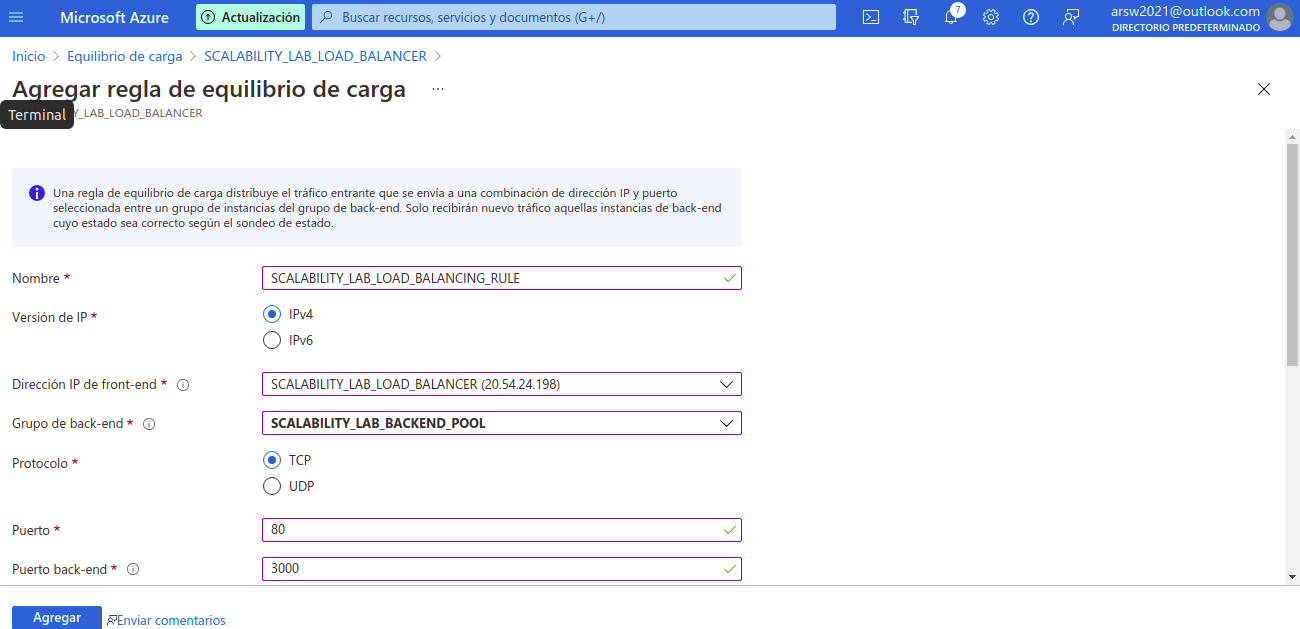 Microsoft Azure
Actualización
Buscar recursos, servicios y documentos (G+/)
7
arsw2021@outlook.com
DIRECTORIO PREDETERMINADO
Inicio > Equilibrio de carga > SCALABILITY_LAB_LOAD_BALANCER >
Agregar regla de equilibrio de carga ...
Terminal
Y_LAB_LOAD_BALANCER
Una regla de equilibrio de carga distribuye el tráfico entrante que se envía a una combinación de dirección IP y puerto
seleccionada entre un grupo de instancias del grupo de back-end. Solo recibirán nuevo tráfico aquellas instancias de back-end
cuyo estado sea correcto según el sondeo de estado.
Nombre *
SCALABILITY_LAB_LOAD_BALANCING_RULE
Versión de IP *
IPv4
IPv6
Dirección IP de front-end *
SCALABILITY_LAB_LOAD_BALANCER (20.54.24.198)
Grupo de back-end *
SCALABILITY_LAB_BACKEND_POOL
Protocolo *
TCP
UDP
Puerto *
80
Puerto back-end *
3000
Agregar
Enviar comentarios